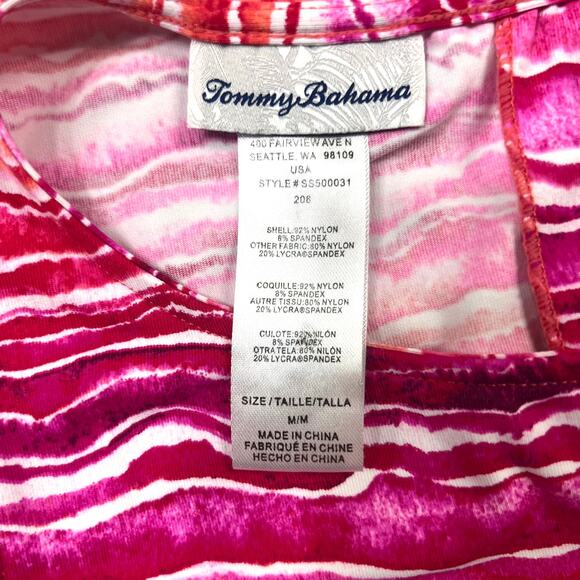 Tommy Bahama
400 FAIRVIEW AVE N
SEATTLE, WA 98109
USA
STYLE# SS500031
208
SHELL:92% NYLON
8% SPANDEX
OTHER FABRIC:80% NYLON
20% LYCRA®SPANDEX
COQUILLE:92% NYLON
8% SPANDEX
AUTRE TISSU:80% NYLON
20% LYCRA®SPANDEX
CULOTE:92% NILÓN
8% SPANDEX
OTRA TELA:80% NILÓN
20% LYCRA®SPANDEX
SIZE/TAILLE/TALLA
M/M
MADE IN CHINA
FABRIQUÉ EN CHINE
HECHO EN CHINA